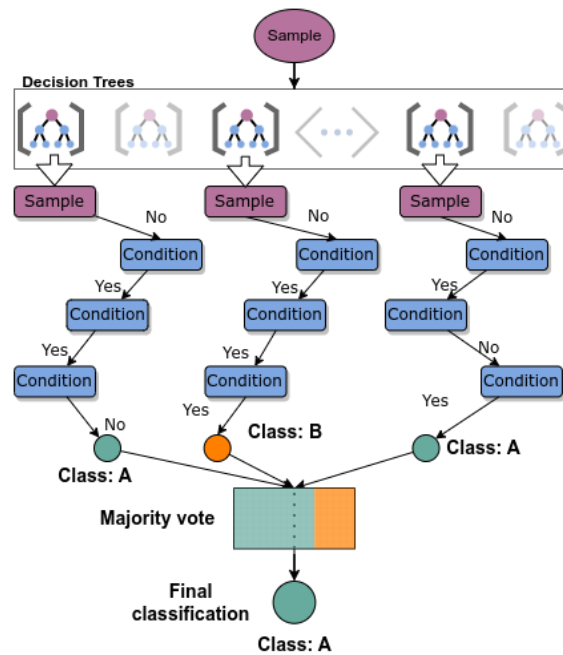 Sample
Decision Trees
Sample
Sample
Sample
No
No
No
Condition
Condition
Condition
Yes
Yes
Yes
Condition
Condition
Condition
Yes
Yes
No
Condition
Condition
Condition
No
Yes
Yes
Class: A
Class: B
Class: A
Majority vote
Final
classification
Class: A